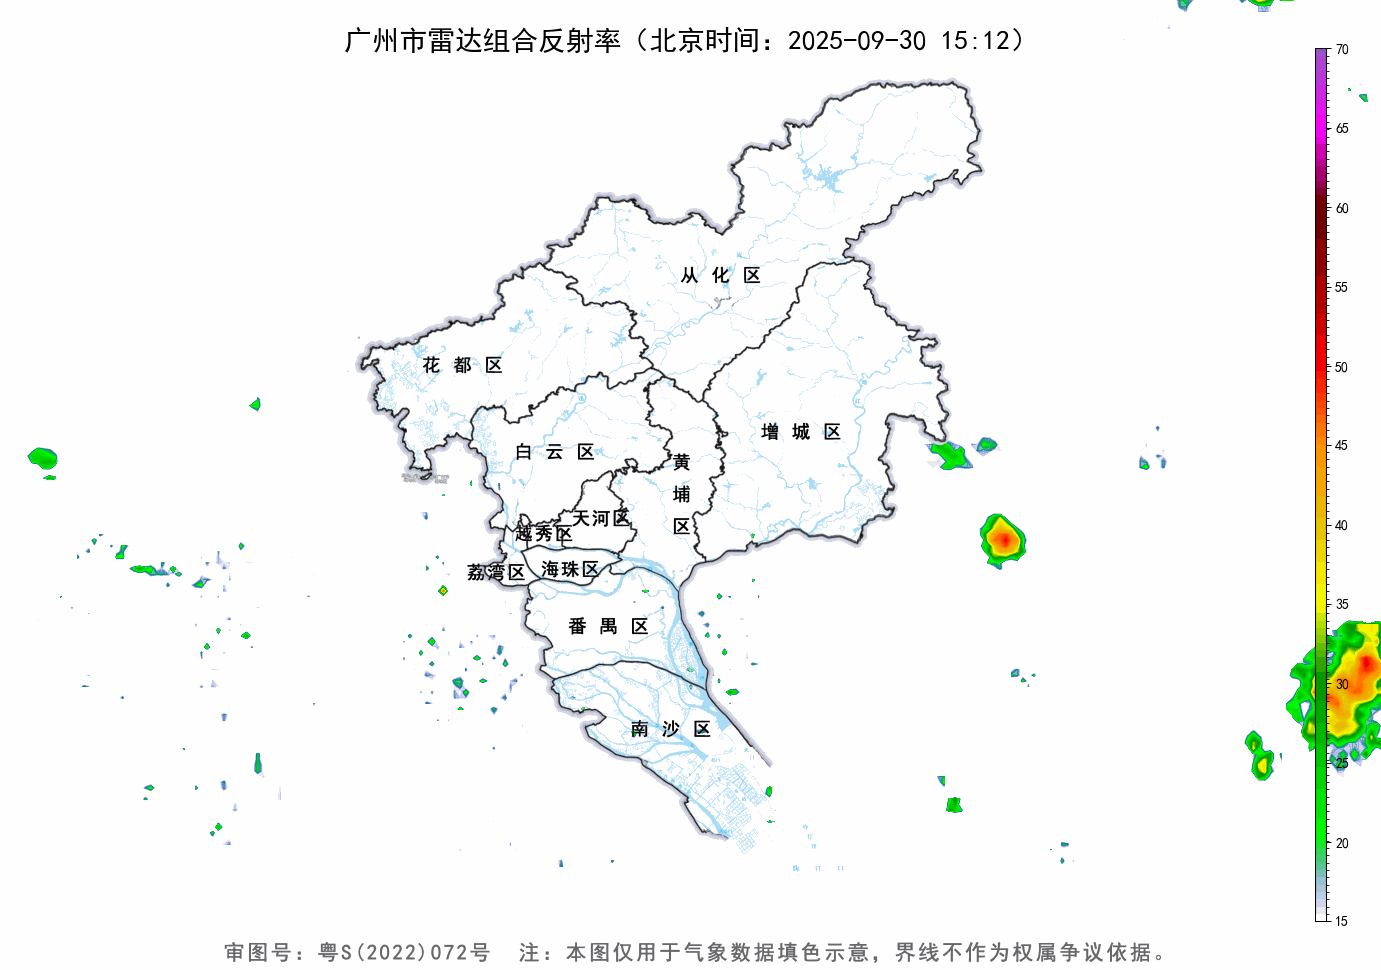 广州市雷达组合反射率（北京时间：2025-09-30 15:12）
70
65
60
55
50
45
40
35
30
25
20
15
从化区
花都区
增城区
白云区
黄埔区
天河区
越秀区
荔湾区
海珠区
番禺区
南沙区
审图号：粤S(2022)072号 注：本图仅用于气象数据填色示意，界线不作为权属争议依据。